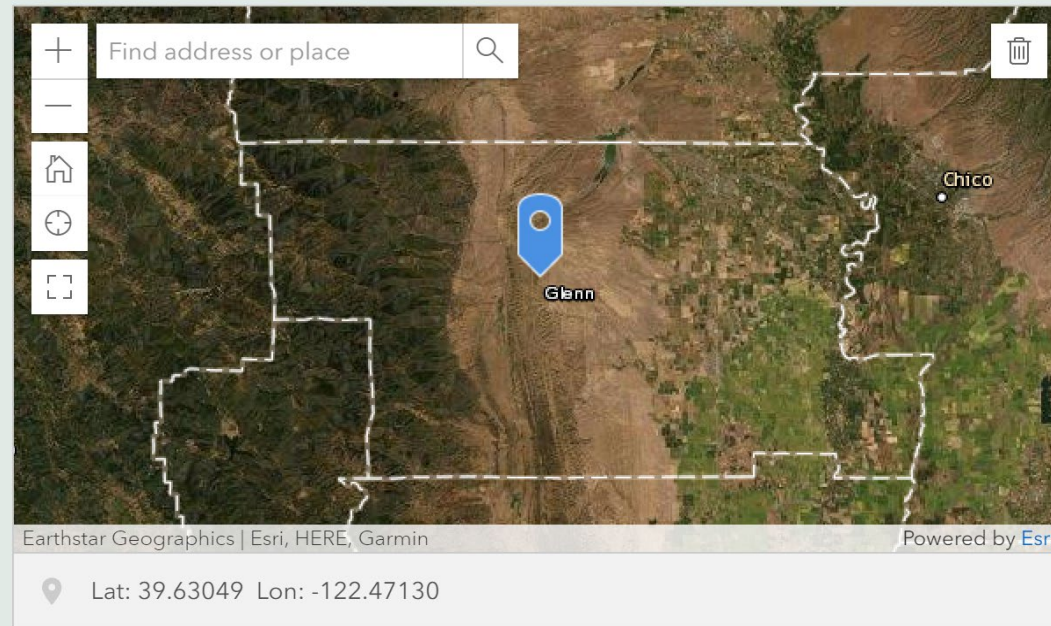 Find address or place
Chico
Glenn
Earthstar Geographics | Esri, HERE, Garmin
Powered by Esr
Lat: 39.63049 Lon: -122.47130